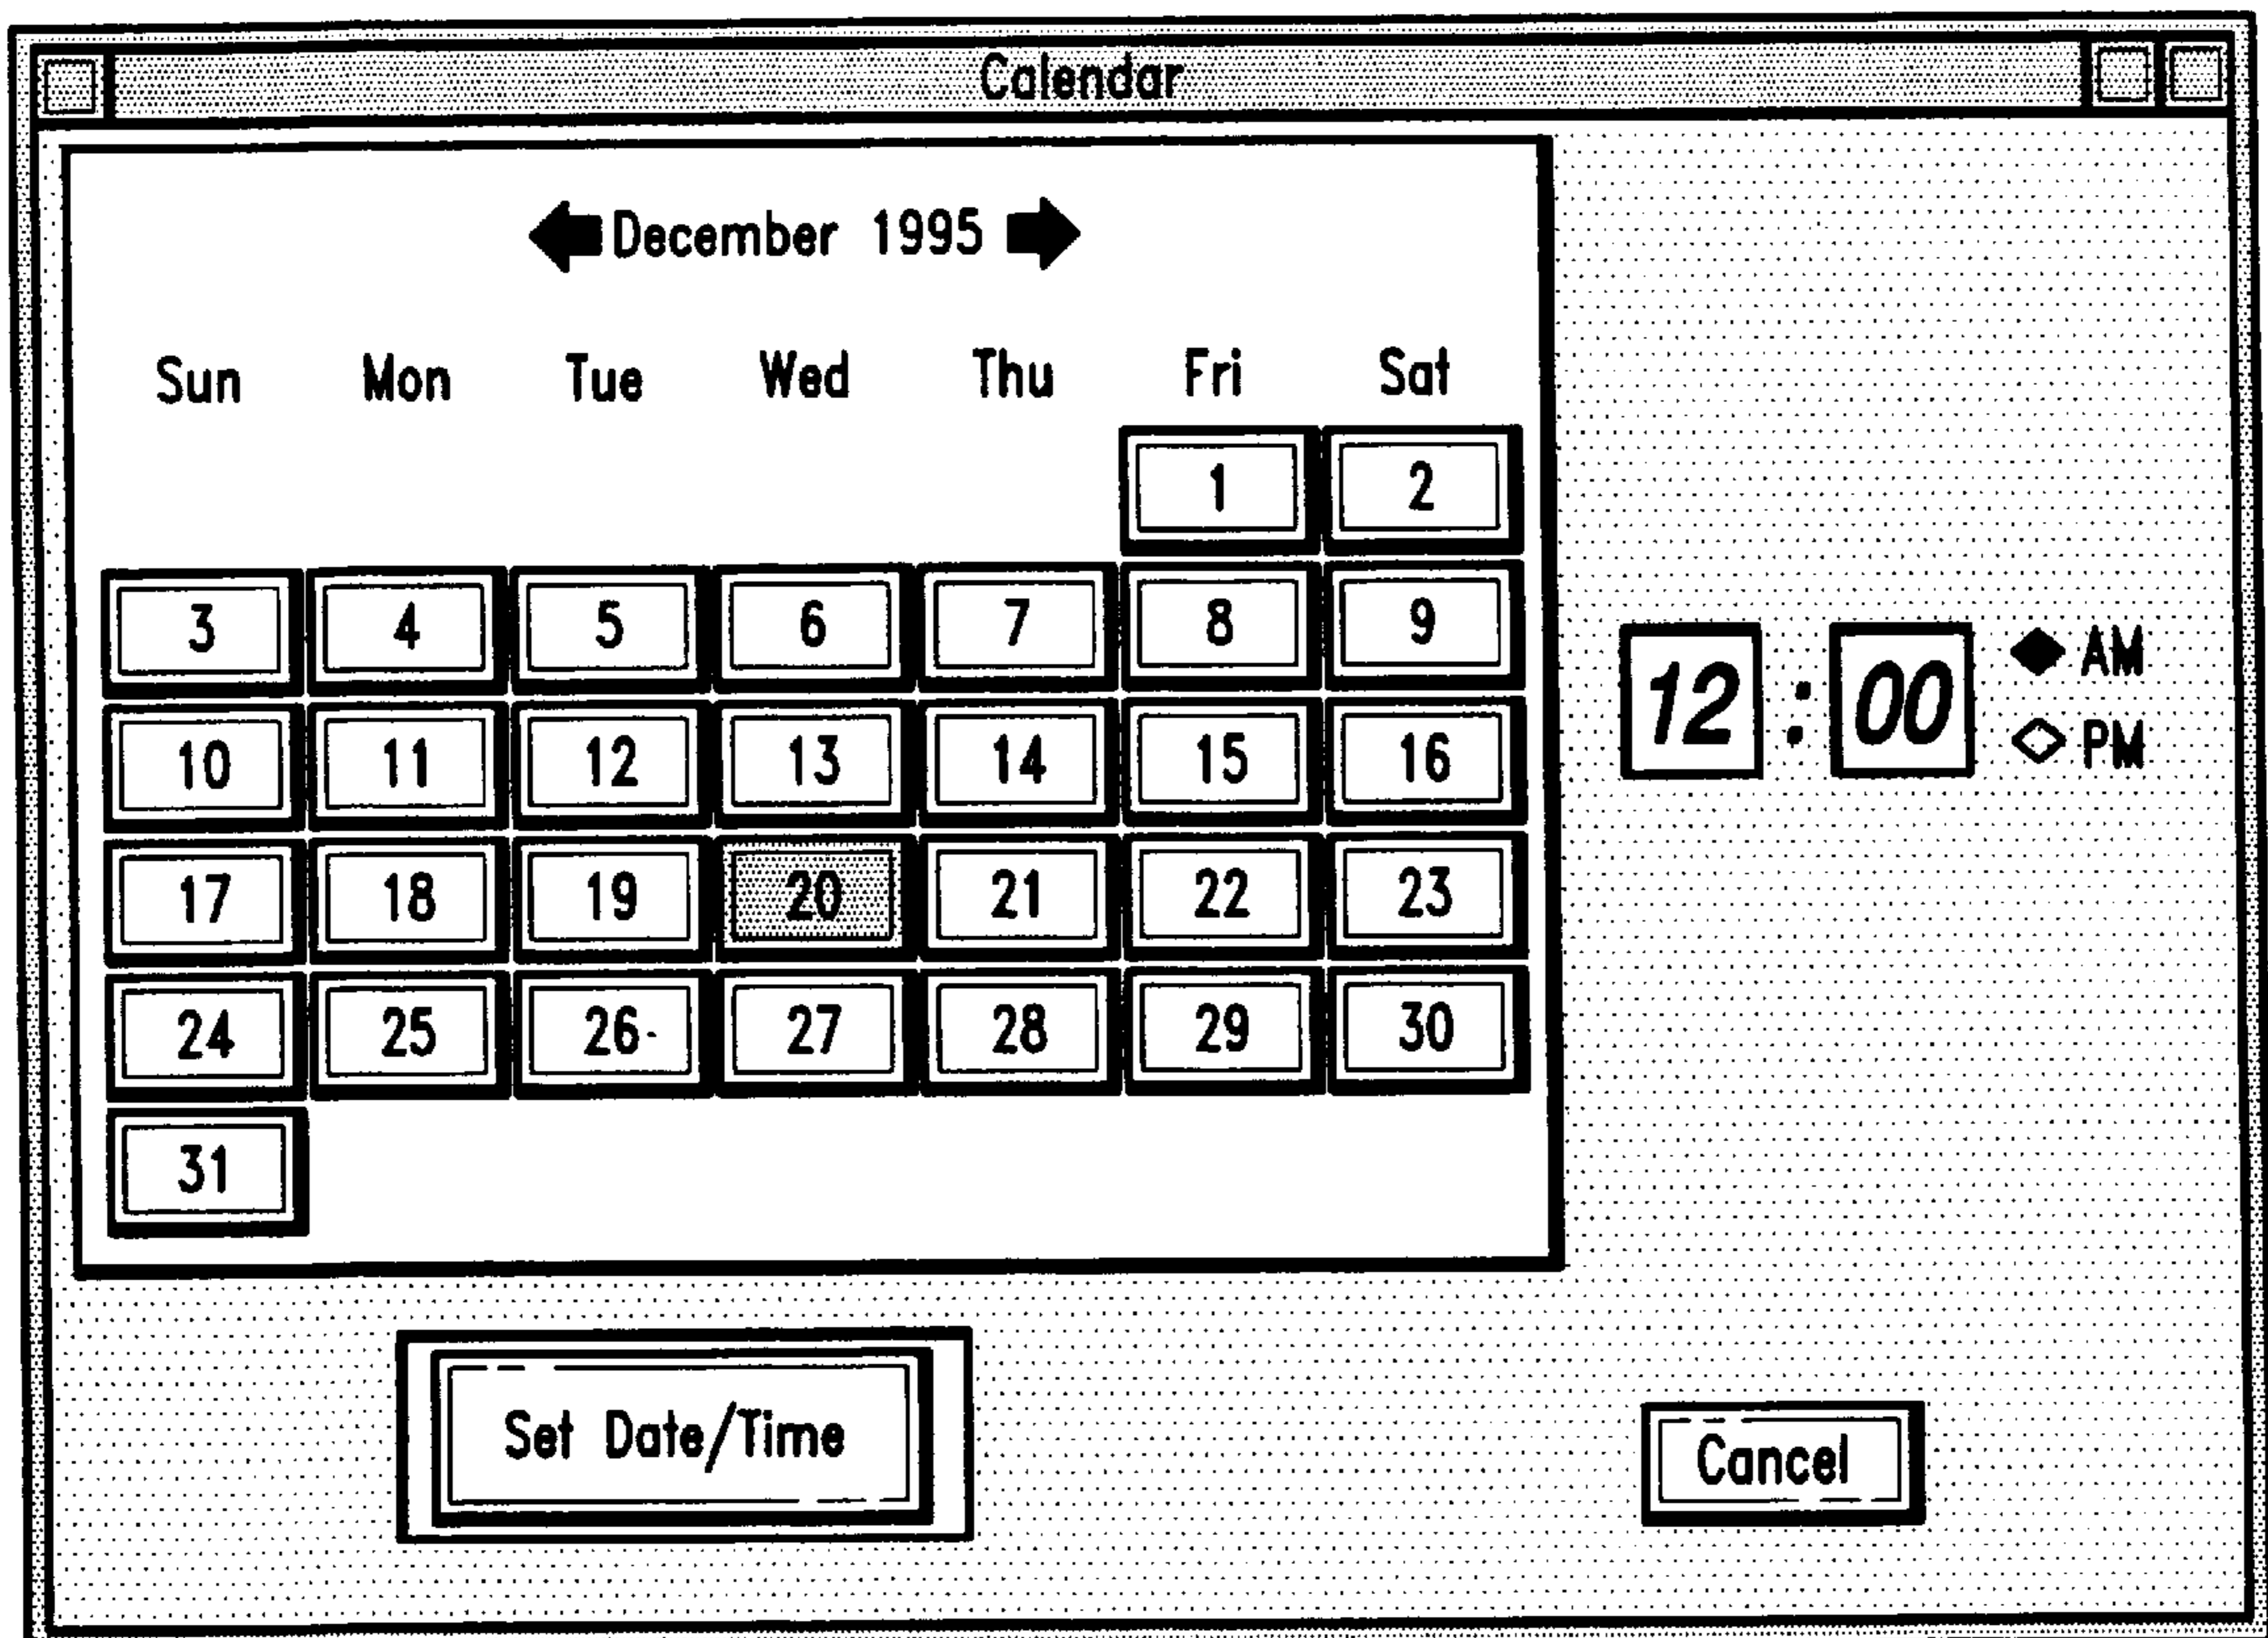 Calendar
December 1995
Sun Mon Tue Wed Thu Fri Sat
1 2
3 4 5 6 7 8 9
10 11 12 13 14 15 16
17 18 19 20 21 22 23
24 25 26 27 28 29 30
31
12 : 00 AM
PM
Set Date/Time
Cancel